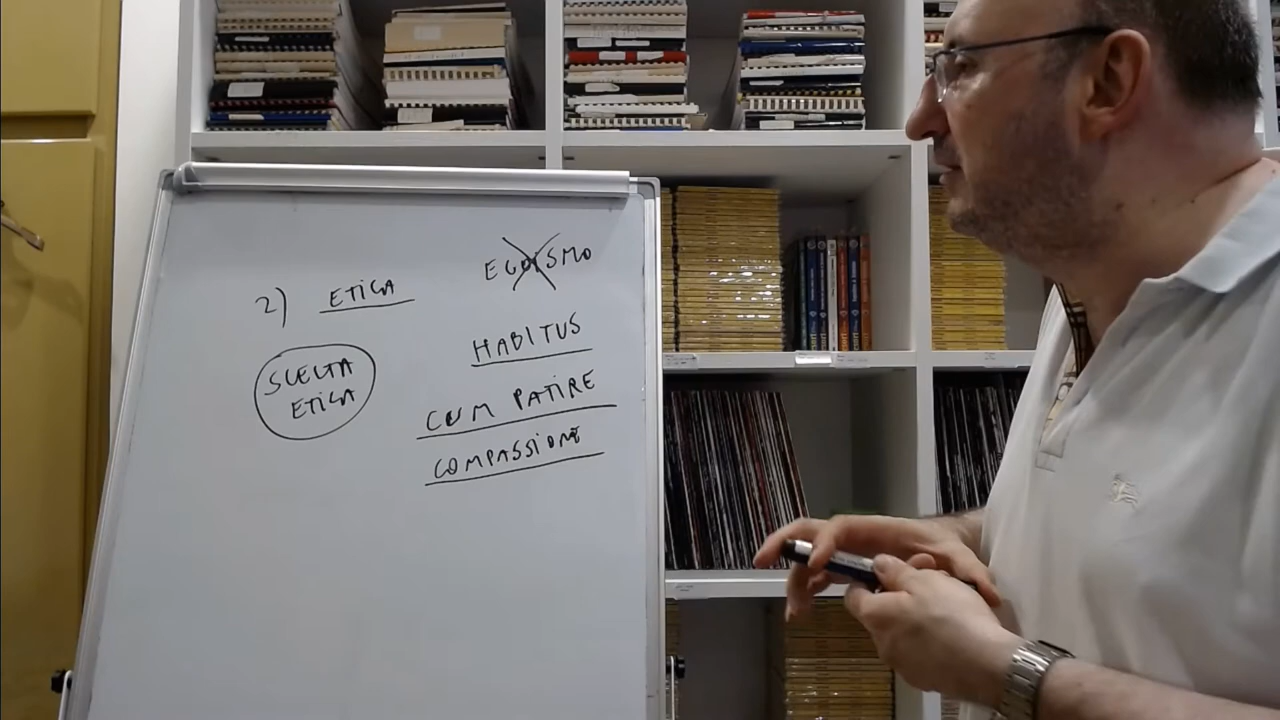 2) ETICA
SCELTA
ETICA
EGOISMO
HABITUS
CUM PATIRE
COMPASSIONE